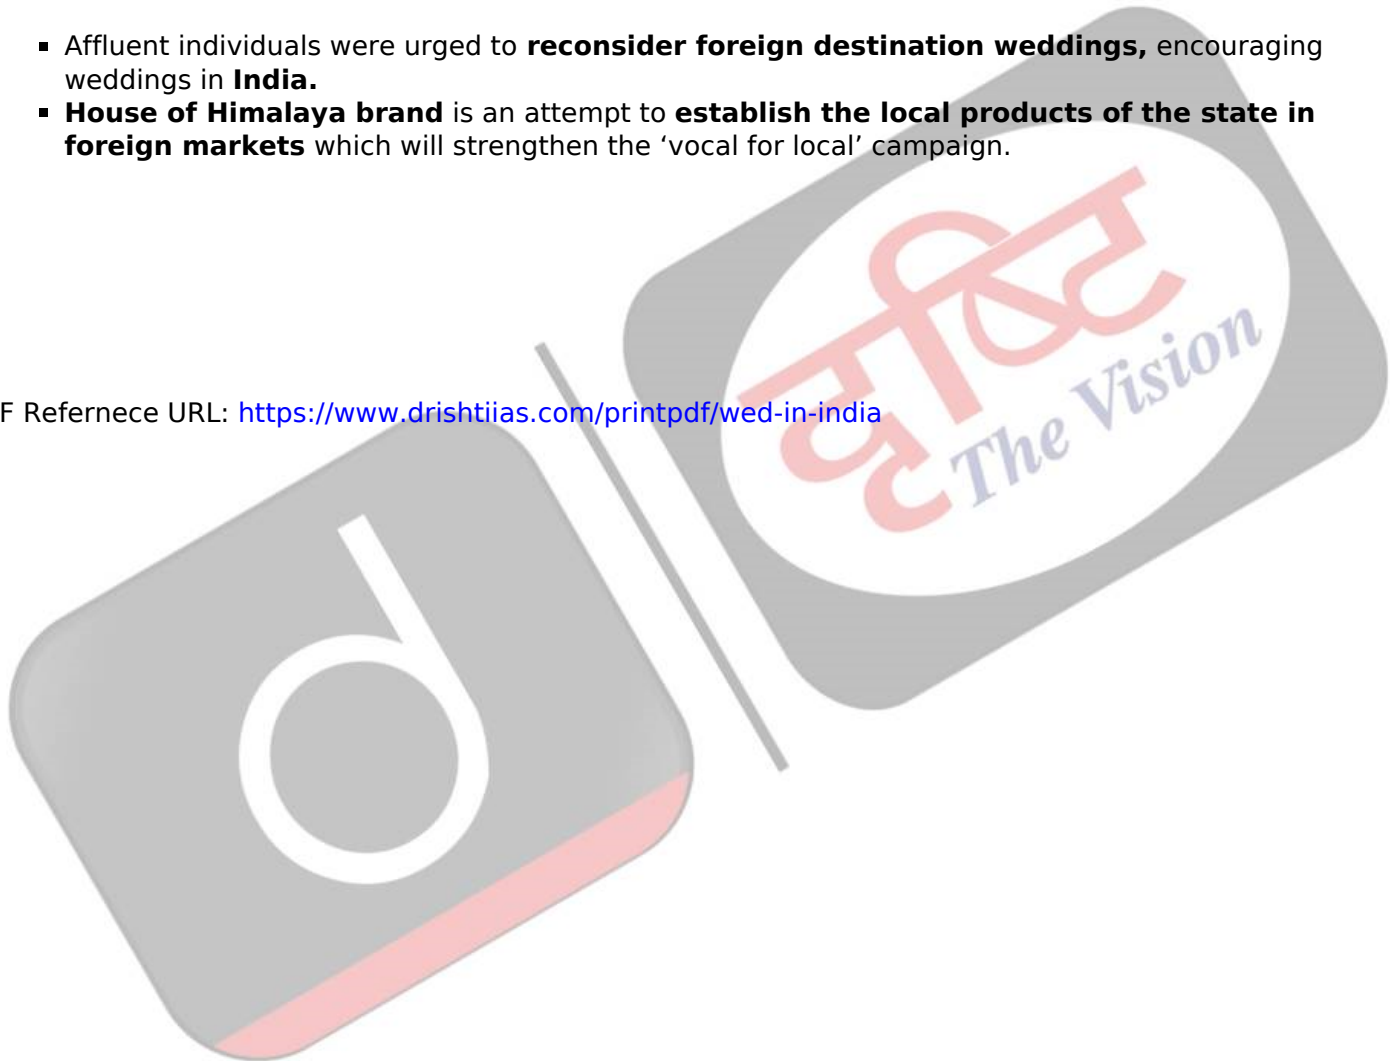 ▪ Affluent individuals were urged to reconsider foreign destination weddings, encouraging
weddings in India.
▪ House of Himalaya brand is an attempt to establish the local products of the state in
foreign markets which will strengthen the ‘vocal for local’ campaign.
F Refernece URL: https://www.drishtiias.com/printpdf/wed-in-india
दृष्टि
The Vision
d